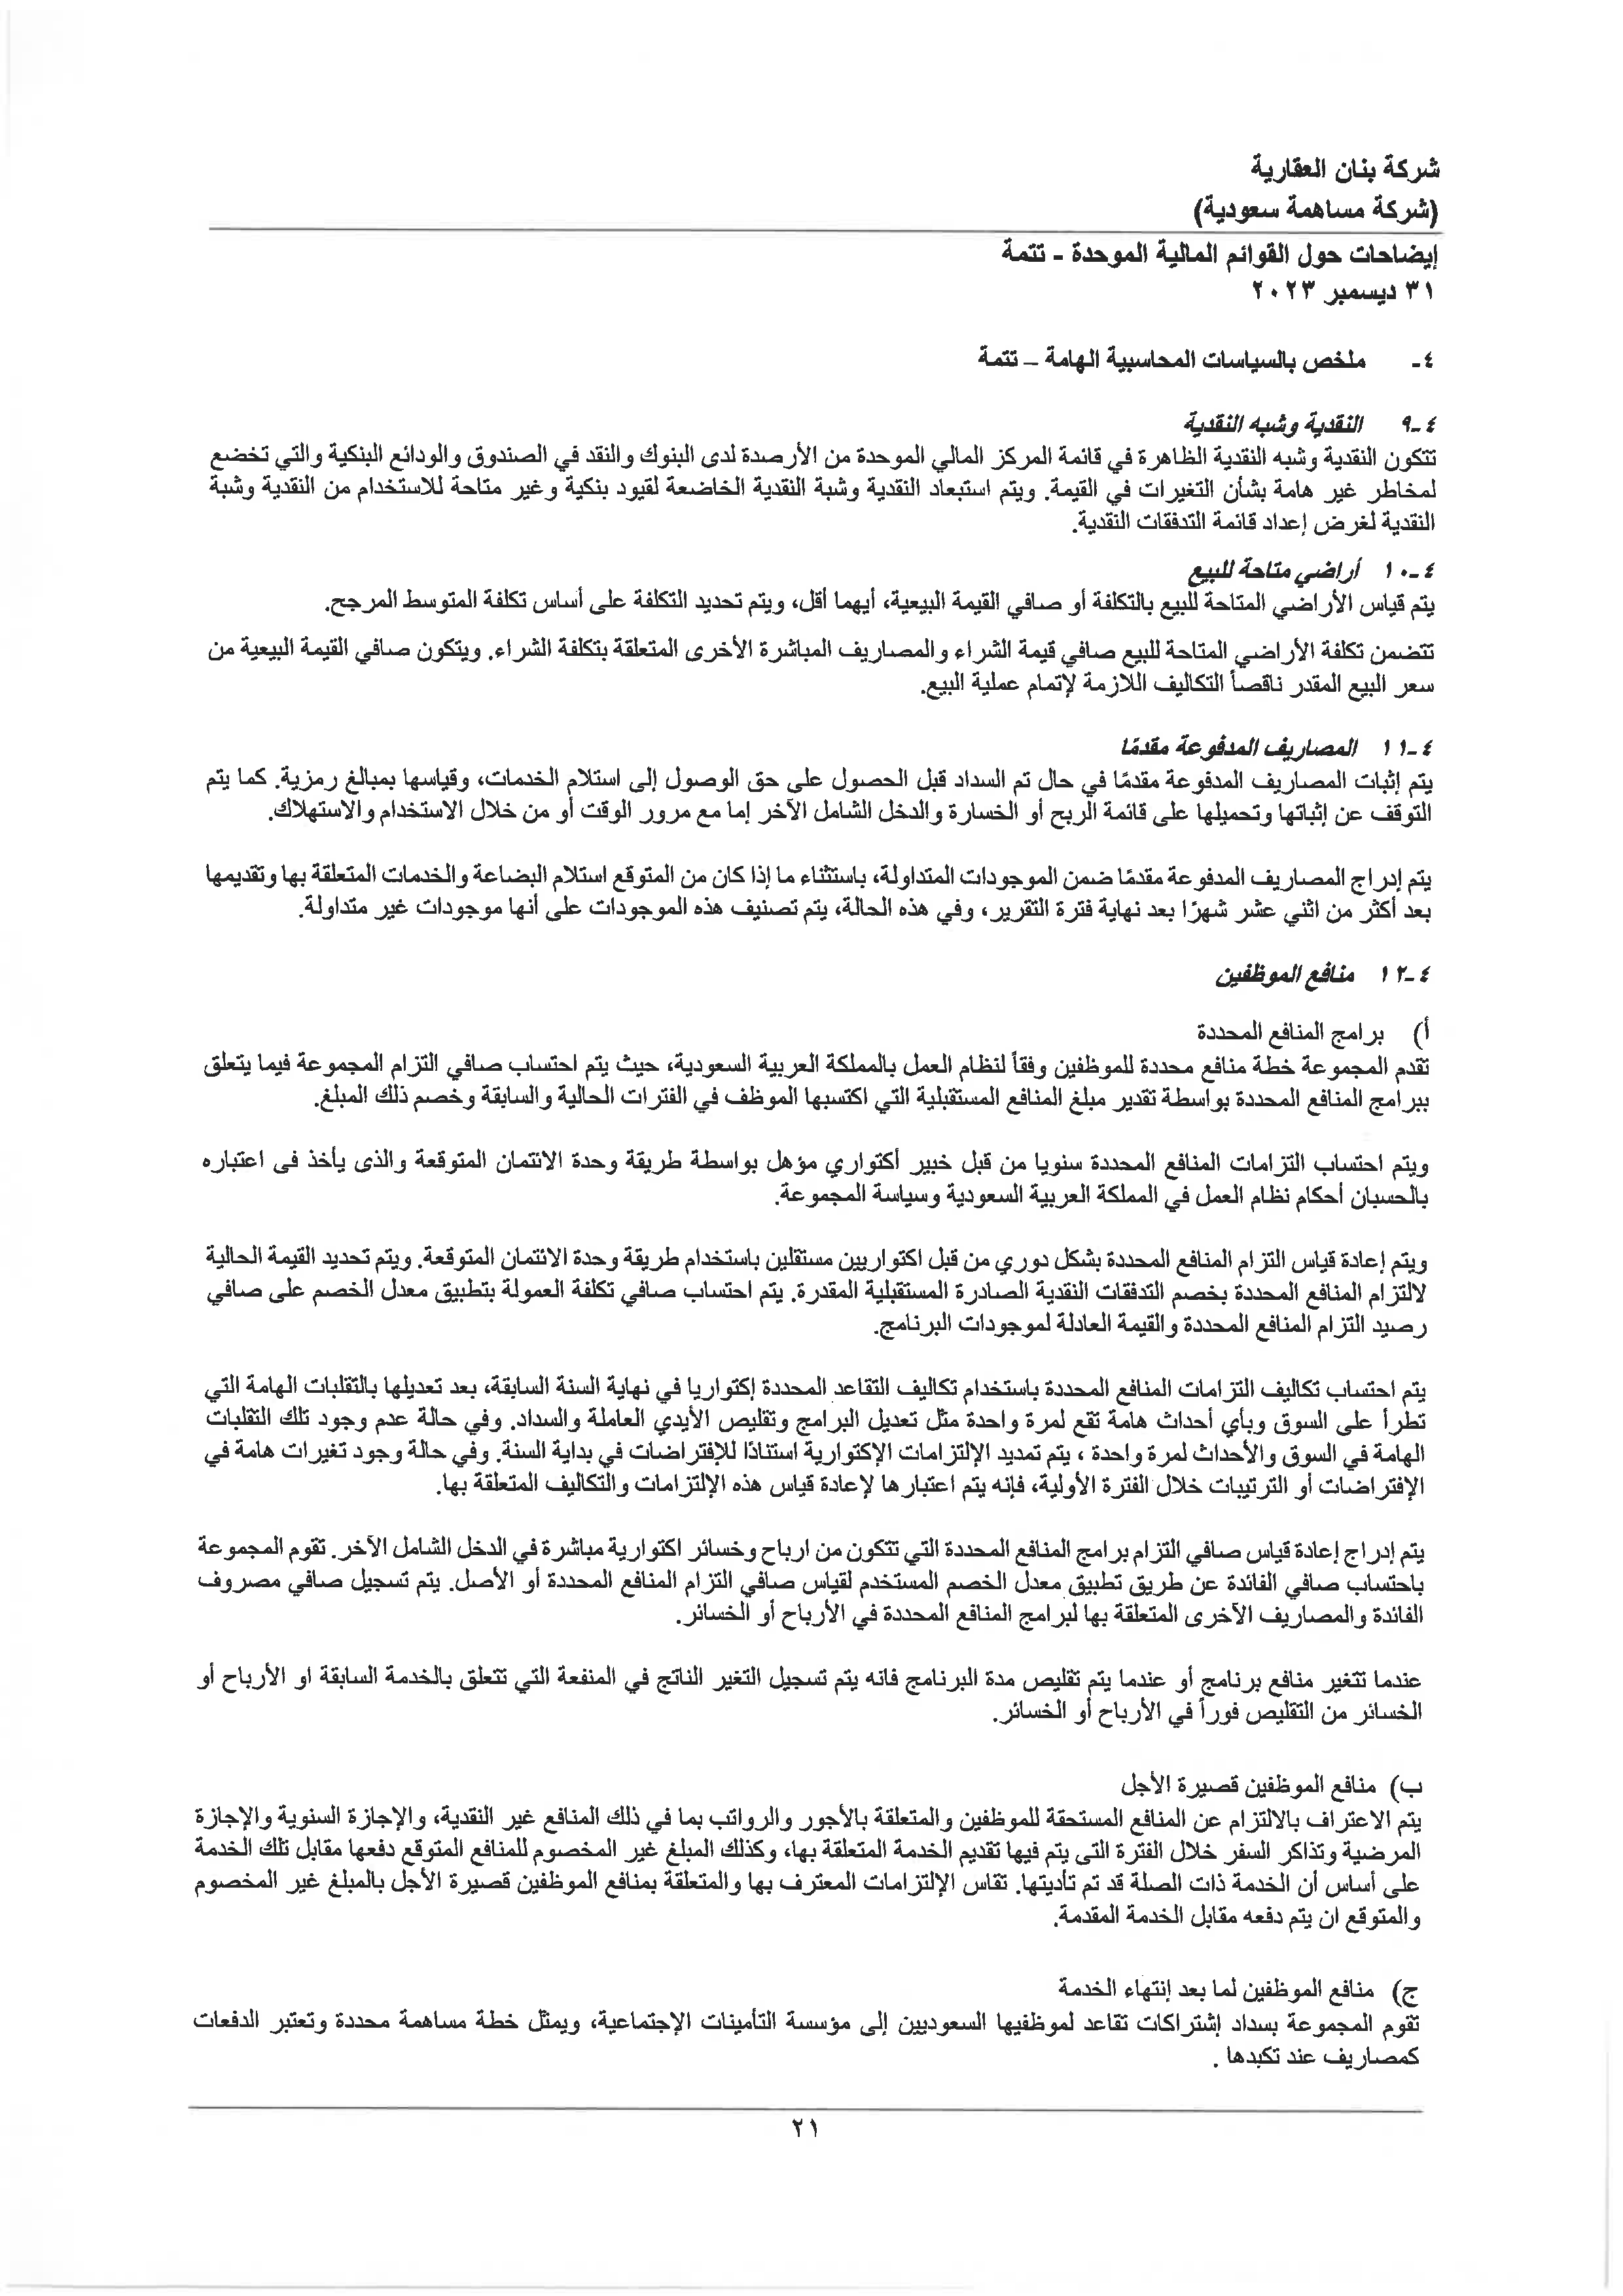 شركة بنان العقارية
(شركة مساهمة سعودية)
إيضاحات حول القوائم المالية الموحدة - تتمة
٣١ ديسمبر ٢٠٢٣
٤- ملخص بالسياسات المحاسبية الهامة – تتمة
٤-٩ النقدية وشبه النقدية
تتكون النقدية وشبه النقدية الظاهرة في قائمة المركز المالي الموحدة من الأرصدة لدى البنوك والنقد في الصندوق والودائع البنكية والتي تخضع
لمخاطر غير هامة بشأن التغيرات في القيمة. ويتم استبعاد النقدية وشبة النقدية الخاضعة لقيود بنكية وغير متاحة للاستخدام من النقدية وشبة
النقدية لغرض إعداد قائمة التدفقات النقدية.
٤-١٠ أراضي متاحة للبيع
يتم قياس الأراضي المتاحة للبيع بالتكلفة أو صافي القيمة البيعية، أيهما أقل، ويتم تحديد التكلفة على أساس تكلفة المتوسط المرجح.
تتضمن تكلفة الأراضي المتاحة للبيع صافي قيمة الشراء والمصاريف المباشرة الأخرى المتعلقة بتكلفة الشراء. ويتكون صافي القيمة البيعية من
سعر البيع المقدر ناقصاً التكاليف اللازمة لإتمام عملية البيع.
٤-١١ المصاريف المدفوعة مقدمًا
يتم إثبات المصاريف المدفوعة مقدمًا في حال تم السداد قبل الحصول على حق الوصول إلى استلام الخدمات، وقياسها بمبالغ رمزية. كما يتم
التوقف عن إثباتها وتحميلها على قائمة الربح أو الخسارة والدخل الشامل الآخر إما مع مرور الوقت أو من خلال الاستخدام والاستهلاك.
يتم إدراج المصاريف المدفوعة مقدمًا ضمن الموجودات المتداولة، باستثناء ما إذا كان من المتوقع استلام البضاعة والخدمات المتعلقة بها وتقديمها
بعد أكثر من اثني عشر شهرًا بعد نهاية فترة التقرير، وفي هذه الحالة، يتم تصنيف هذه الموجودات على أنها موجودات غير متداولة.
٤-١٢ منافع الموظفين
أ) برامج المنافع المحددة
تقدم المجموعة خطة منافع محددة للموظفين وفقاً لنظام العمل بالمملكة العربية السعودية، حيث يتم احتساب صافي التزام المجموعة فيما يتعلق
ببرامج المنافع المحددة بواسطة تقدير مبلغ المنافع المستقبلية التي اكتسبها الموظف في الفترات الحالية والسابقة وخصم ذلك المبلغ.
ويتم احتساب التزامات المنافع المحددة سنويا من قبل خبير أكتواري مؤهل بواسطة طريقة وحدة الائتمان المتوقعة والذى يأخذ فى اعتباره
بالحسبان أحكام نظام العمل في المملكة العربية السعودية وسياسة المجموعة.
ويتم إعادة قياس التزام المنافع المحددة بشكل دوري من قبل اكتواريين مستقلين باستخدام طريقة وحدة الائتمان المتوقعة. ويتم تحديد القيمة الحالية
لالتزام المنافع المحددة بخصم التدفقات النقدية الصادرة المستقبلية المقدرة. يتم احتساب صافي تكلفة العمولة بتطبيق معدل الخصم على صافي
رصيد التزام المنافع المحددة والقيمة العادلة لموجودات البرنامج.
يتم احتساب تكاليف التزامات المنافع المحددة باستخدام تكاليف التقاعد المحددة إكتواريا في نهاية السنة السابقة، بعد تعديلها بالتقلبات الهامة التي
تطرأ على السوق وبأي أحداث هامة تقع لمرة واحدة مثل تعديل البرامج وتقليص الأيدي العاملة والسداد. وفي حالة عدم وجود تلك التقلبات
الهامة في السوق والأحداث لمرة واحدة ، يتم تمديد الإلتزامات الإكتوارية استنادًا للإفتراضات في بداية السنة. وفي حالة وجود تغيرات هامة في
الإفتراضات أو الترتيبات خلال الفترة الأولية، فإنه يتم اعتبارها لإعادة قياس هذه الإلتزامات والتكاليف المتعلقة بها.
يتم إدراج إعادة قياس صافي التزام برامج المنافع المحددة التي تتكون من ارباح وخسائر اكتوارية مباشرة في الدخل الشامل الآخر. تقوم المجموعة
باحتساب صافي الفائدة عن طريق تطبيق معدل الخصم المستخدم لقياس صافي التزام المنافع المحددة أو الأصل. يتم تسجيل صافي مصروف
الفائدة والمصاريف الآخرى المتعلقة بها لبرامج المنافع المحددة في الأرباح أو الخسائر.
عندما تتغير منافع برنامج أو عندما يتم تقليص مدة البرنامج فانه يتم تسجيل التغير الناتج في المنفعة التي تتعلق بالخدمة السابقة او الأرباح أو
الخسائر من التقليص فوراً في الأرباح أو الخسائر.
ب) منافع الموظفين قصيرة الأجل
يتم الاعتراف بالالتزام عن المنافع المستحقة للموظفين والمتعلقة بالأجور والرواتب بما في ذلك المنافع غير النقدية، والإجازة السنوية والإجازة
المرضية وتذاكر السفر خلال الفترة التى يتم فيها تقديم الخدمة المتعلقة بها، وكذلك المبلغ غير المخصوم للمنافع المتوقع دفعها مقابل تلك الخدمة
على أساس أن الخدمة ذات الصلة قد تم تأديتها. تقاس الإلتزامات المعترف بها والمتعلقة بمنافع الموظفين قصيرة الأجل بالمبلغ غير المخصوم
والمتوقع ان يتم دفعه مقابل الخدمة المقدمة.
ج) منافع الموظفين لما بعد إنتهاء الخدمة
تقوم المجموعة بسداد إشتراكات تقاعد لموظفيها السعوديين إلى مؤسسة التأمينات الإجتماعية، ويمثل خطة مساهمة محددة وتعتبر الدفعات
كمصاريف عند تكبدها .
٢١